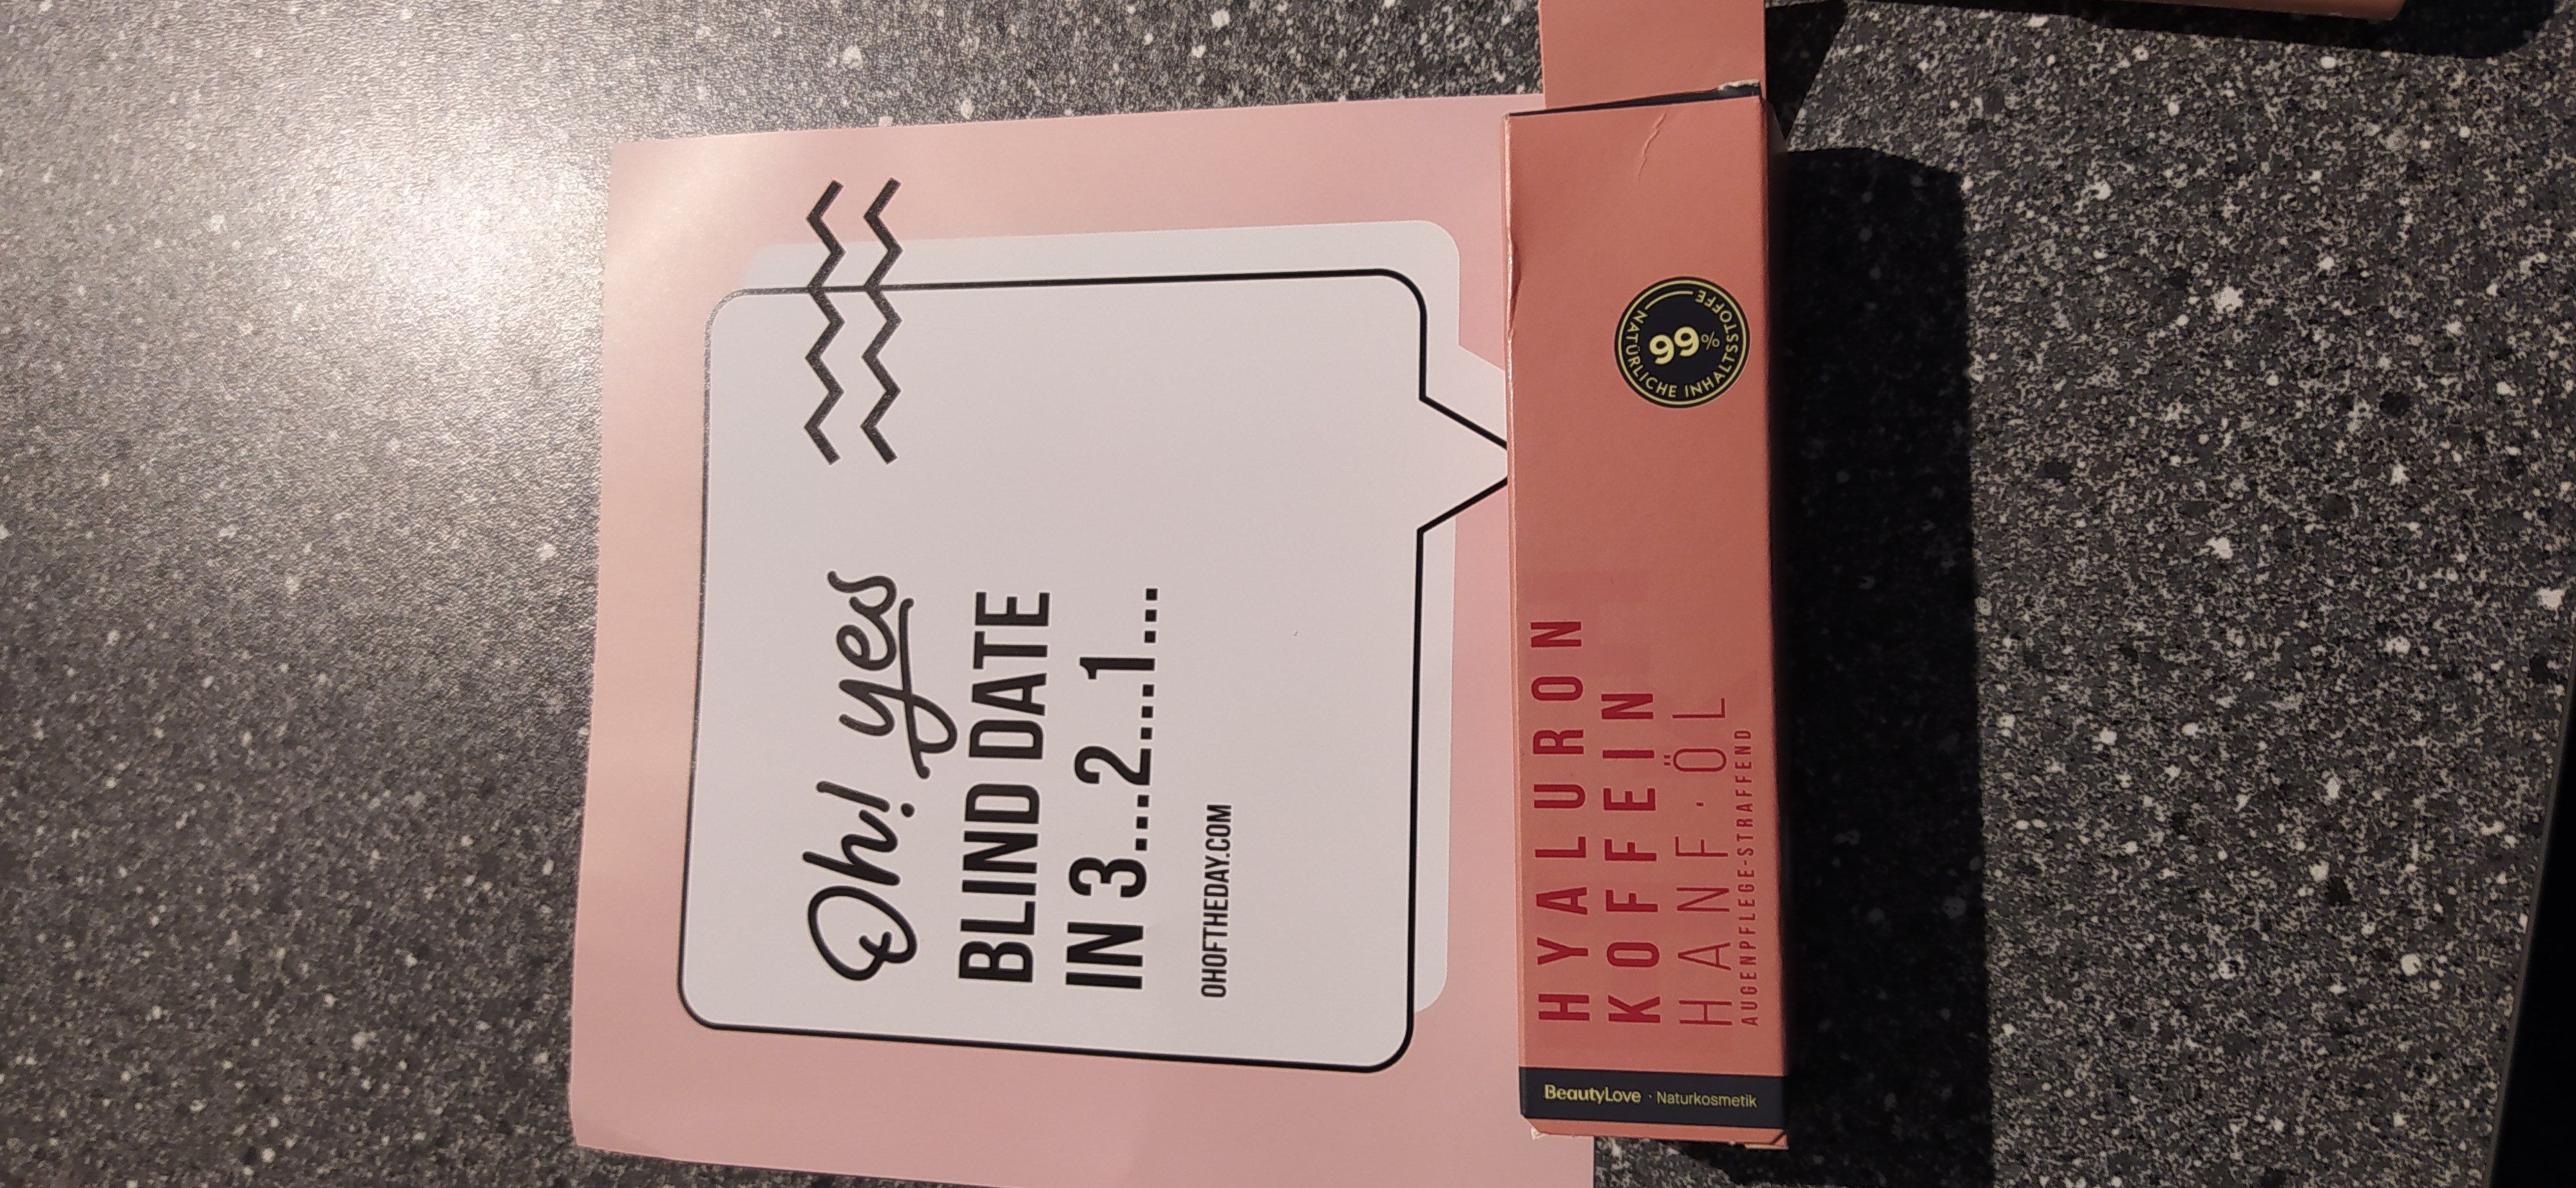 Oh! yes
BLIND DATE
IN 3...2...1...
OHOFTHEDAY.COM
NATÜRLICHE INHALTSSTOFFE
99%
HYALURON
KOFFEIN
HANF·ÖL
AUGENPFLEGE-STRAFFEND
BeautyLove · Naturkosmetik